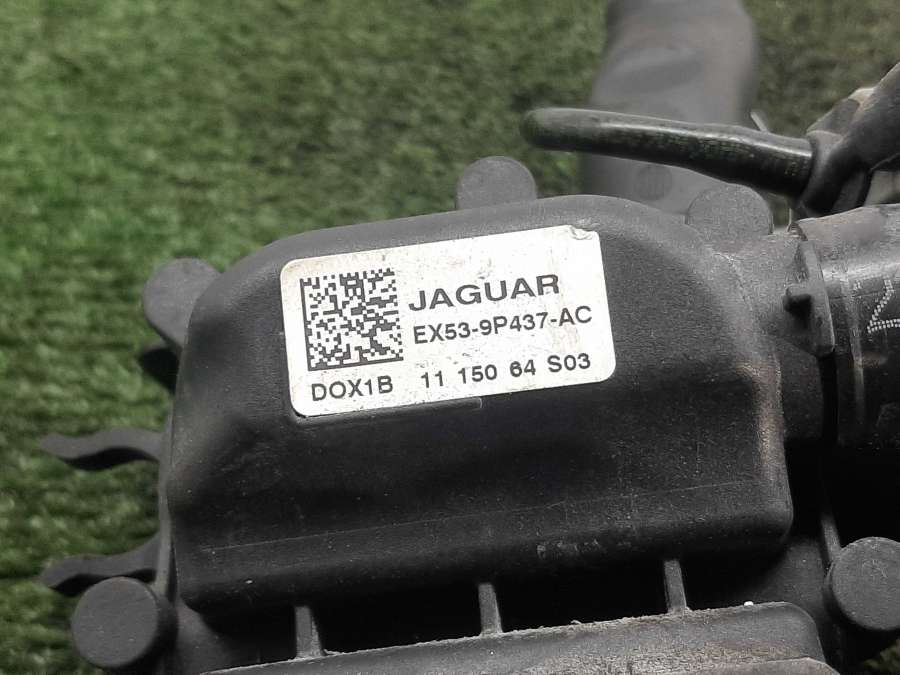 JAGUAR
EX53-9P437-AC
DOX1B 11 150 64 S03